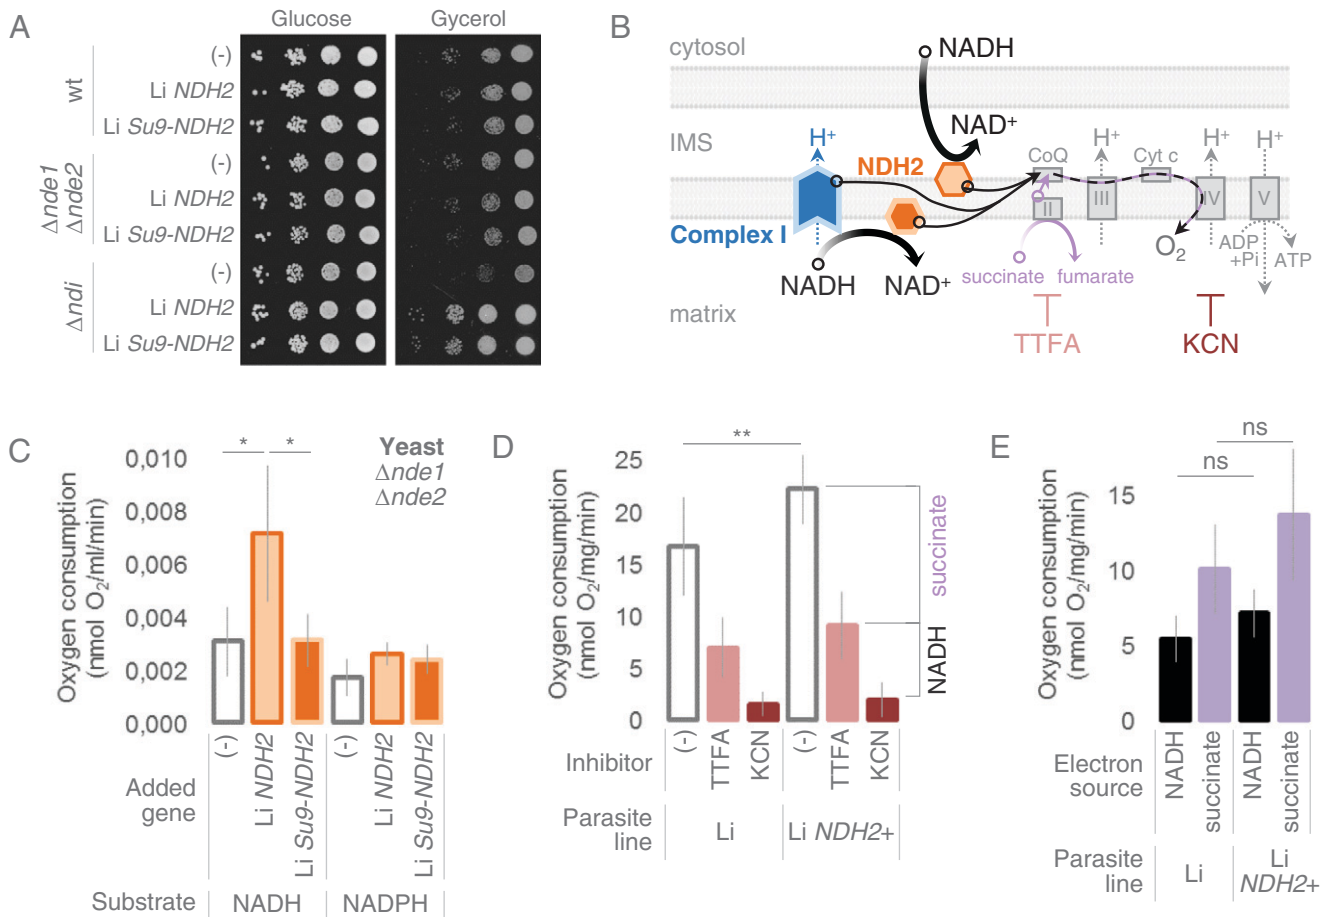 A
Glucose
Gycerol
wt
(-)
Li NDH2
Li Su9-NDH2
Δnde1
Δnde2
(-)
Li NDH2
Li Su9-NDH2
Δndi
(-)
Li NDH2
Li Su9-NDH2
B
cytosol
NADH
IMS
H+
NDH2
NAD+
CoQ
H+
Cyt c
H+
H+
II
III
IV
V
Complex I
O2
ADP
+Pi
ATP
NADH
NAD+
succinate
fumarate
matrix
TTFA
KCN
C
Yeast
Δnde1
Δnde2
* *
Oxygen consumption
(nmol O2/ml/min)
0,010
0,008
0,006
0,004
0,002
0,000
Added
gene
(-)
Li NDH2
Li Su9-NDH2
(-)
Li NDH2
Li Su9-NDH2
Substrate
NADH
NADPH
D
**
Oxygen consumption
(nmol O2/mg/min)
25
20
15
10
5
0
succinate
NADH
Inhibitor
(-)
TTFA
KCN
(-)
TTFA
KCN
Parasite
line
Li
Li NDH2+
E
ns
ns
Oxygen consumption
(nmol O2/mg/min)
15
10
5
0
Electron
source
NADH
succinate
NADH
succinate
Parasite
line
Li
Li
NDH2+